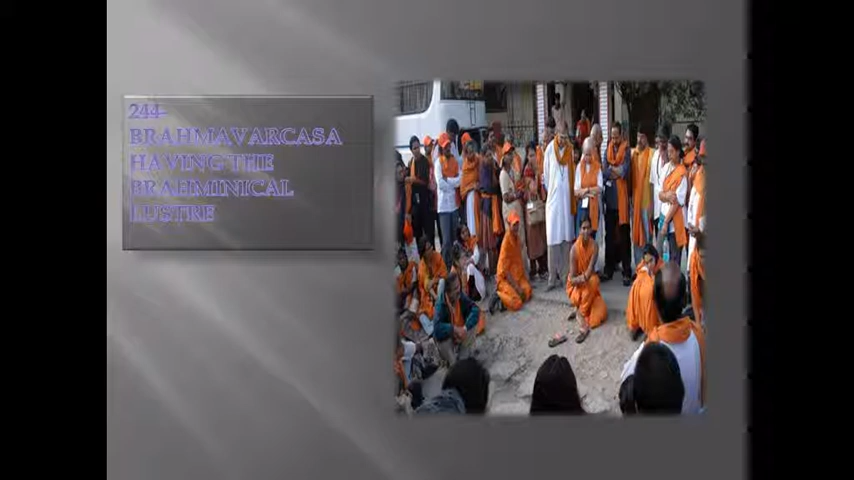 244-
BRAHMAVARCASA
HAVING THE
BRAHMINICAL
LUSTRE